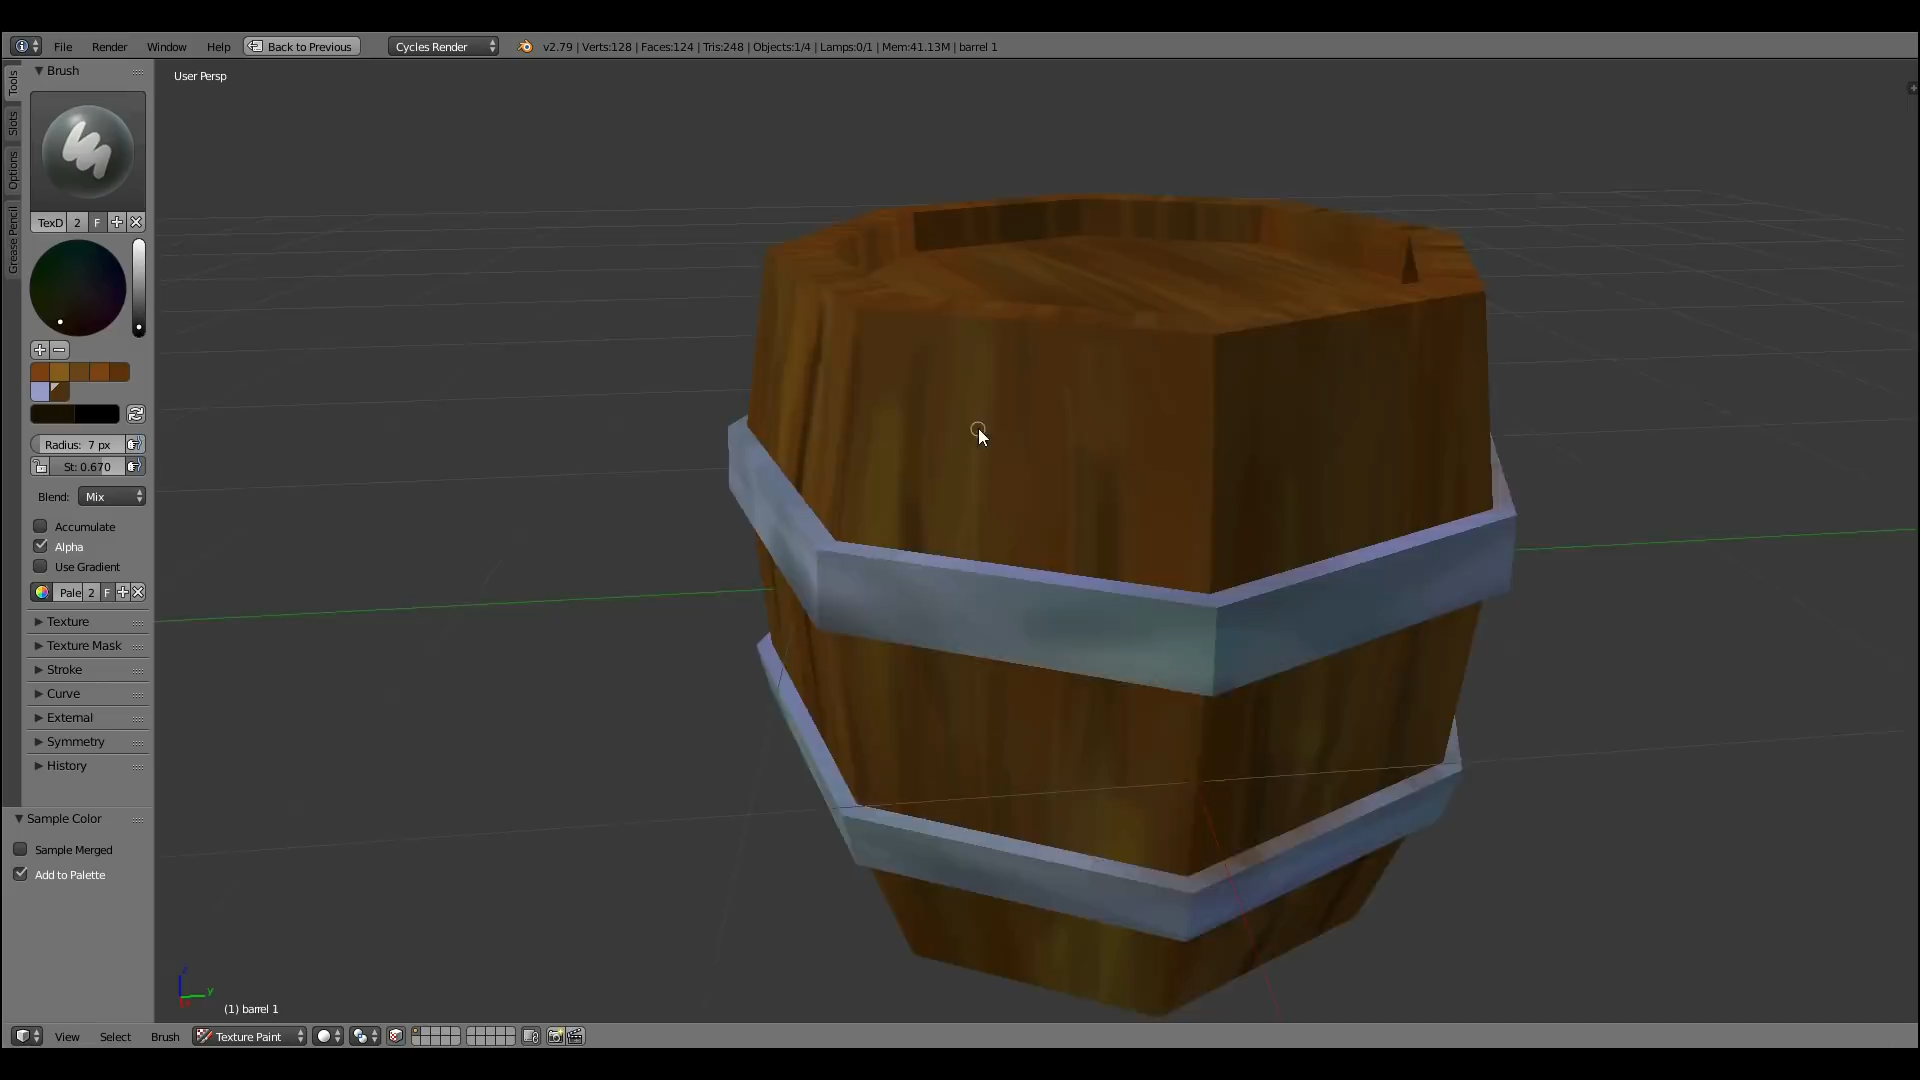 File Render Window Help Back to Previous Cycles Render v2.79 | Verts:128 | Faces:124 | Tris:248 | Objects:1/4 | Lamps:0/1 | Mem:41.13M | barrel 1
Tools
Slots
Options
Grease Pencil
Brush
User Persp
TexD 2 F
Radius: 7 px
St: 0.670
Blend: Mix
Accumulate
Alpha
Use Gradient
Pale 2 F
Texture
Texture Mask
Stroke
Curve
External
Symmetry
History
Sample Color
Sample Merged
Add to Palette
z
y
(1) barrel 1
View Select Brush Texture Paint